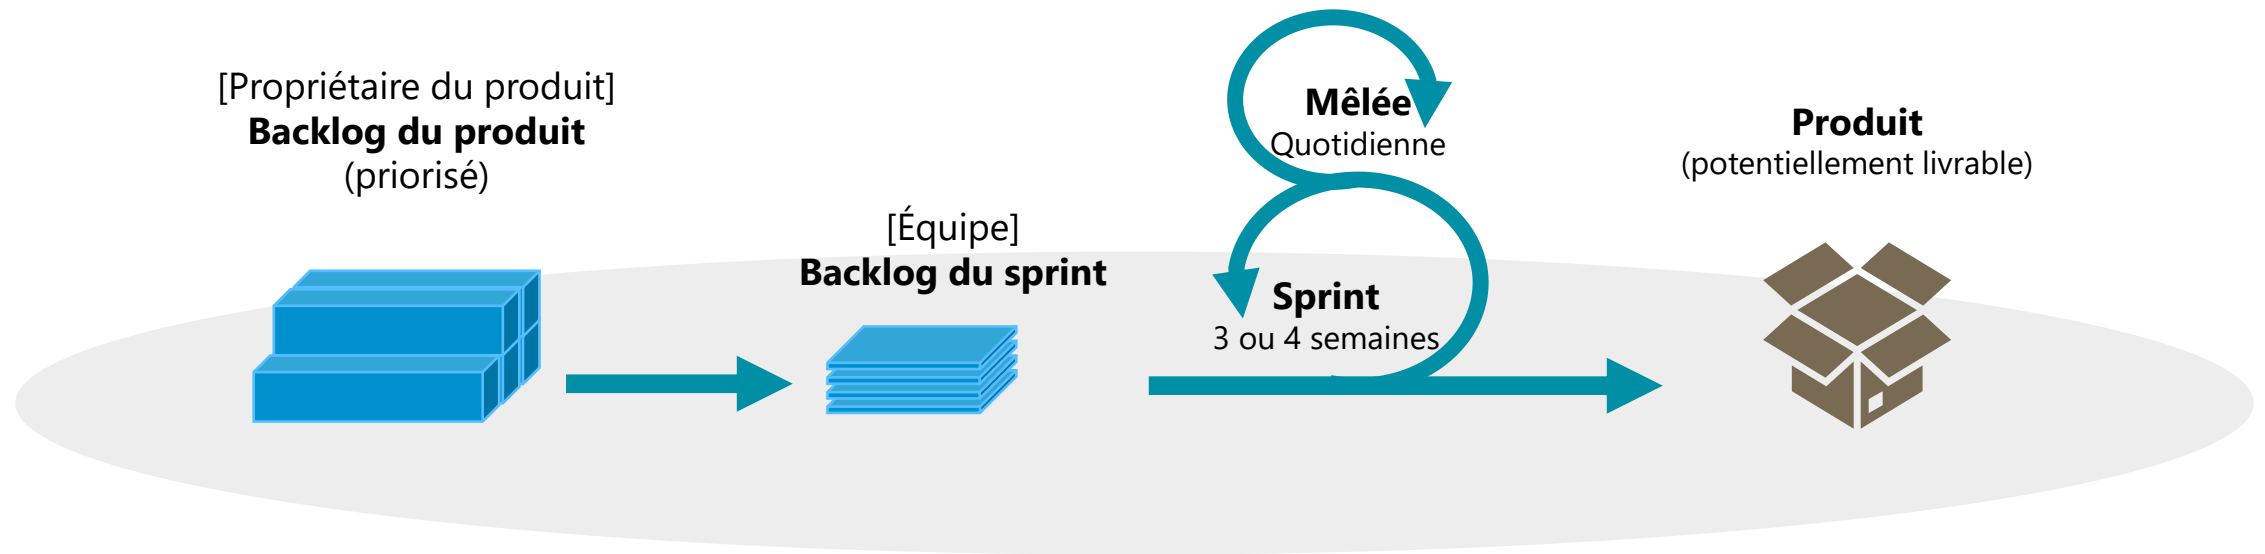 [Propriétaire du produit]
Backlog du produit
(priorisé)
[Équipe]
Backlog du sprint
Mêlée
Quotidienne
Sprint
3 ou 4 semaines
Produit
(potentiellement livrable)